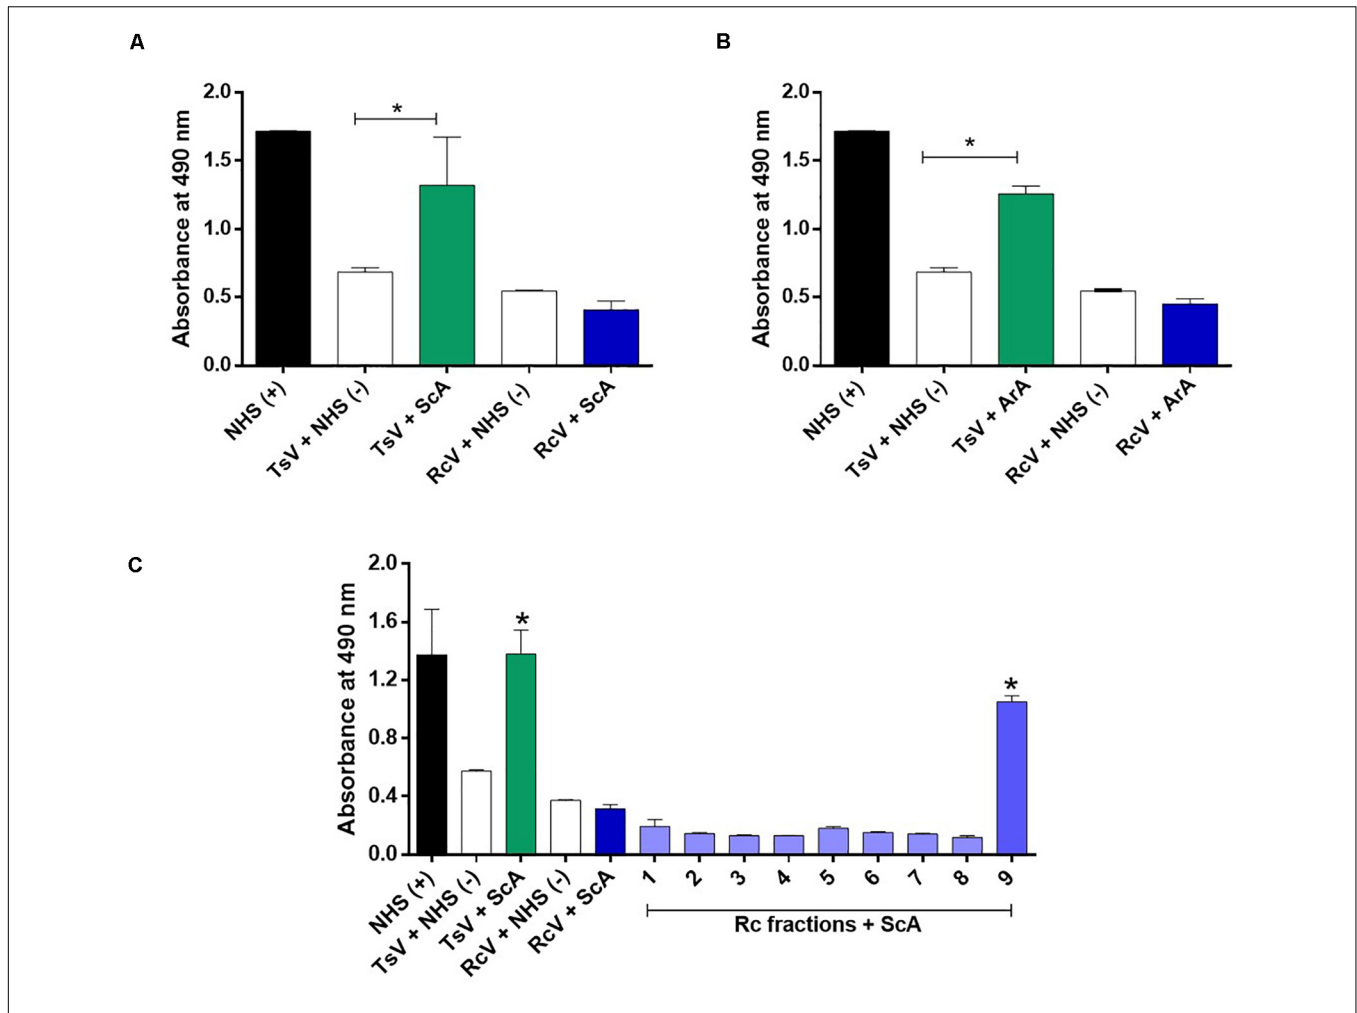 A
Absorbance at 490 nm
2.0
1.5
1.0
0.5
0.0
*
NHS (+)
TsV + NHS (-)
TsV + ScA
RcV + NHS (-)
RcV + ScA
B
Absorbance at 490 nm
2.0
1.5
1.0
0.5
0.0
*
NHS (+)
TsV + NHS (-)
TsV + ArA
RcV + NHS (-)
RcV + ArA
C
Absorbance at 490 nm
2.0
1.6
1.2
0.8
0.4
0.0
*
*
NHS (+)
TsV + NHS (-)
TsV + ScA
RcV + NHS (-)
RcV + ScA
1
2
3
4
5
6
7
8
9
Rc fractions + ScA